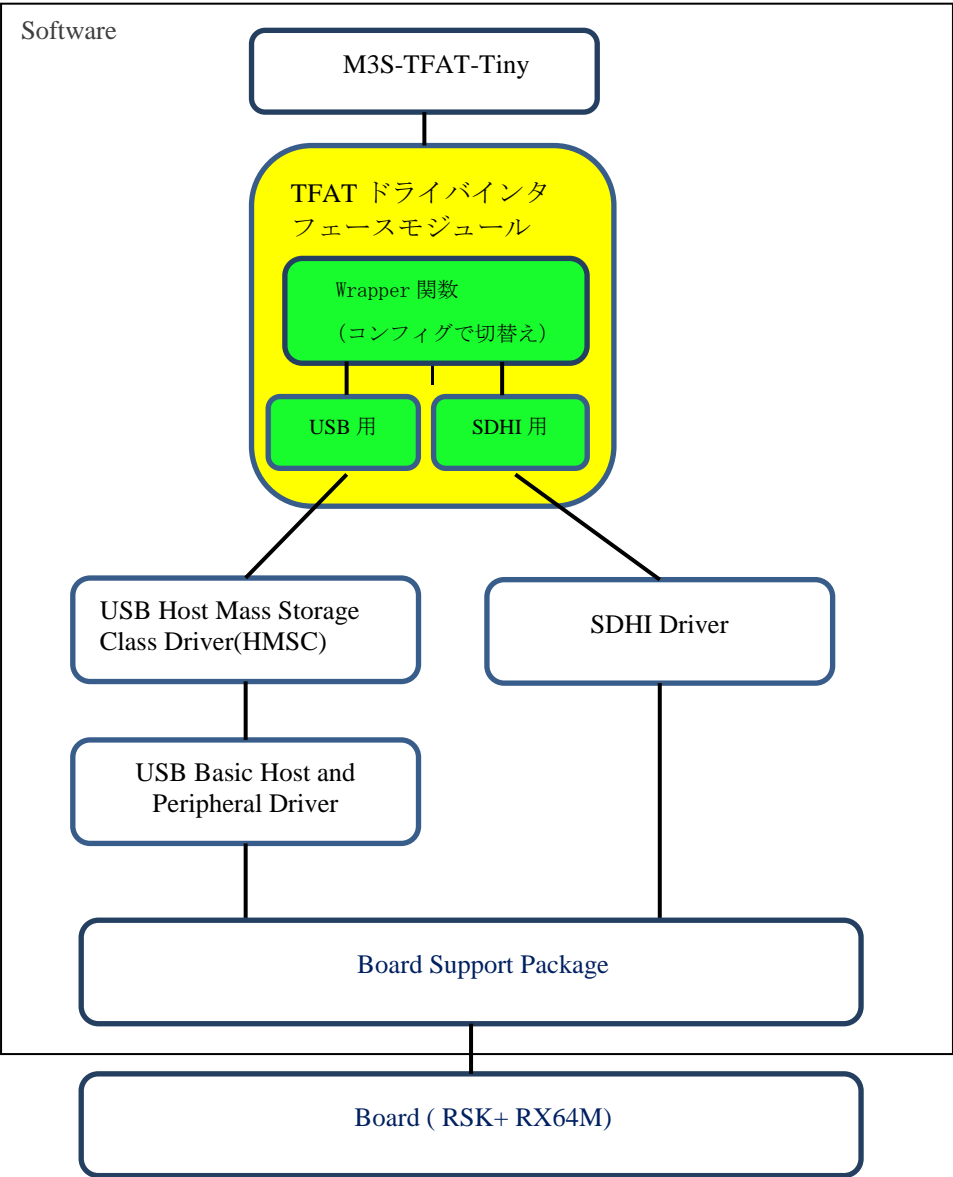 Software
M3S-TFAT-Tiny
TFAT ドライバインタ
フェースモジュール
Wrapper 関数
(コンフィグで切替え)
USB 用
SDHI 用
USB Host Mass Storage
Class Driver(HMSC)
SDHI Driver
USB Basic Host and
Peripheral Driver
Board Support Package
Board ( RSK+ RX64M)